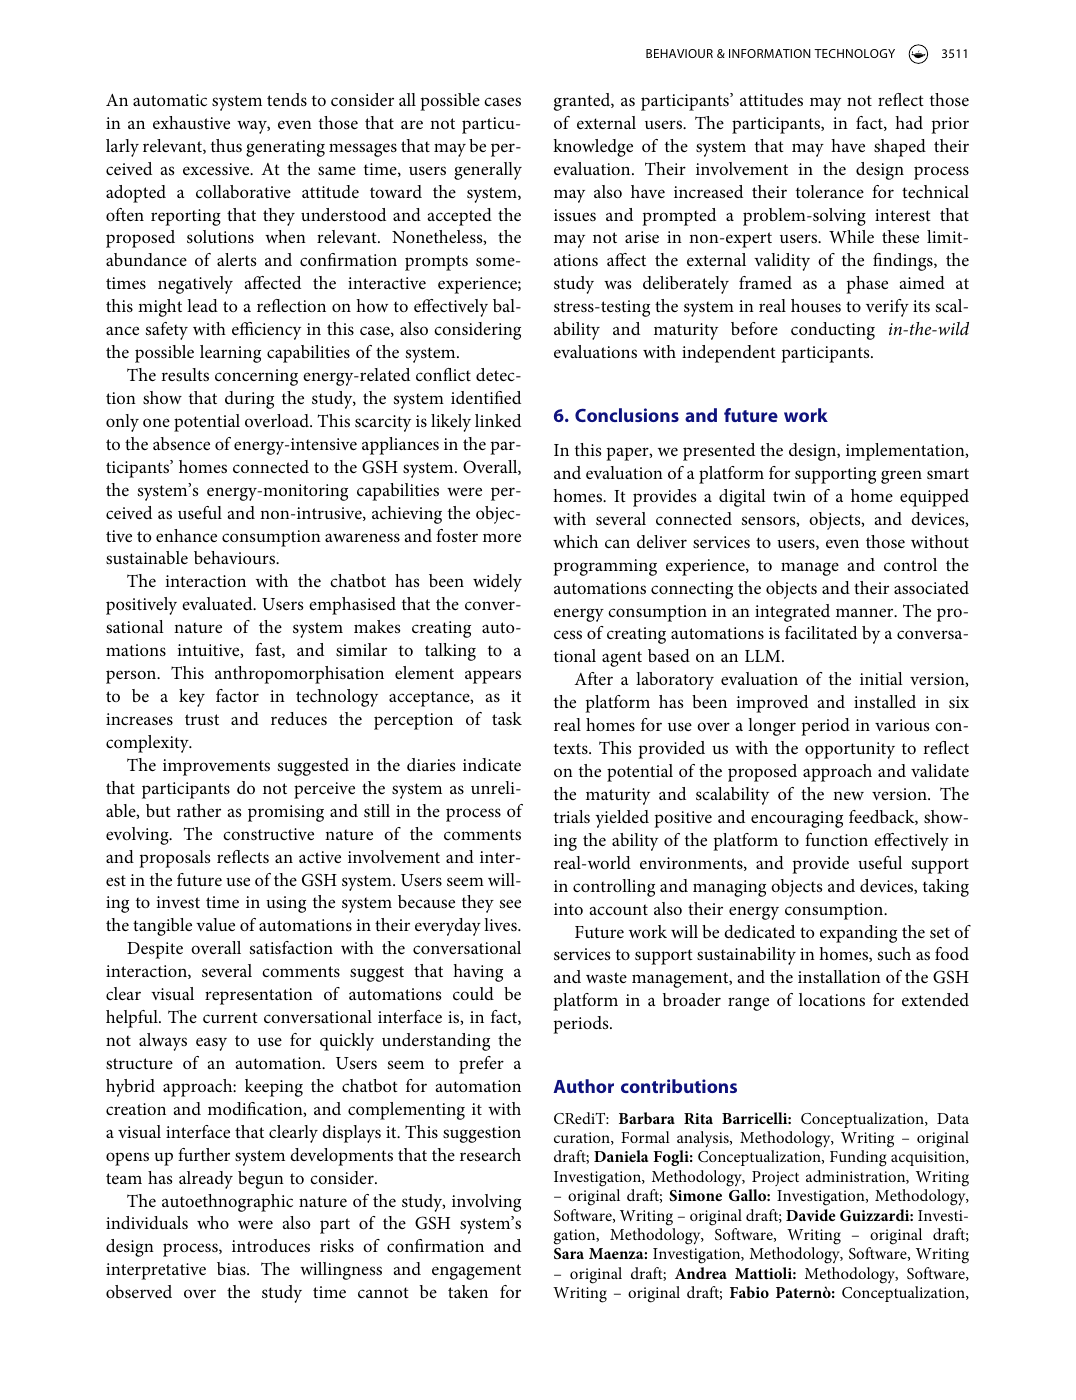 BEHAVIOUR & INFORMATION TECHNOLOGY 3511
An automatic system tends to consider all possible cases
in an exhaustive way, even those that are not particu-
larly relevant, thus generating messages that may be per-
ceived as excessive. At the same time, users generally
adopted a collaborative attitude toward the system,
often reporting that they understood and accepted the
proposed solutions when relevant. Nonetheless, the
abundance of alerts and confirmation prompts some-
times negatively affected the interactive experience;
this might lead to a reflection on how to effectively bal-
ance safety with efficiency in this case, also considering
the possible learning capabilities of the system.
The results concerning energy-related conflict detec-
tion show that during the study, the system identified
only one potential overload. This scarcity is likely linked
to the absence of energy-intensive appliances in the par-
ticipants' homes connected to the GSH system. Overall,
the system's energy-monitoring capabilities were per-
ceived as useful and non-intrusive, achieving the objec-
tive to enhance consumption awareness and foster more
sustainable behaviours.
The interaction with the chatbot has been widely
positively evaluated. Users emphasised that the conver-
sational nature of the system makes creating auto-
mations intuitive, fast, and similar to talking to a
person. This anthropomorphisation element appears
to be a key factor in technology acceptance, as it
increases trust and reduces the perception of task
complexity.
The improvements suggested in the diaries indicate
that participants do not perceive the system as unreli-
able, but rather as promising and still in the process of
evolving. The constructive nature of the comments
and proposals reflects an active involvement and inter-
est in the future use of the GSH system. Users seem will-
ing to invest time in using the system because they see
the tangible value of automations in their everyday lives.
Despite overall satisfaction with the conversational
interaction, several comments suggest that having a
clear visual representation of automations could be
helpful. The current conversational interface is, in fact,
not always easy to use for quickly understanding the
structure of an automation. Users seem to prefer a
hybrid approach: keeping the chatbot for automation
creation and modification, and complementing it with
a visual interface that clearly displays it. This suggestion
opens up further system developments that the research
team has already begun to consider.
The autoethnographic nature of the study, involving
individuals who were also part of the GSH system's
design process, introduces risks of confirmation and
interpretative bias. The willingness and engagement
observed over the study time cannot be taken for
granted, as participants' attitudes may not reflect those
of external users. The participants, in fact, had prior
knowledge of the system that may have shaped their
evaluation. Their involvement in the design process
may also have increased their tolerance for technical
issues and prompted a problem-solving interest that
may not arise in non-expert users. While these limit-
ations affect the external validity of the findings, the
study was deliberately framed as a phase aimed at
stress-testing the system in real houses to verify its scal-
ability and maturity before conducting in-the-wild
evaluations with independent participants.
6. Conclusions and future work
In this paper, we presented the design, implementation,
and evaluation of a platform for supporting green smart
homes. It provides a digital twin of a home equipped
with several connected sensors, objects, and devices,
which can deliver services to users, even those without
programming experience, to manage and control the
automations connecting the objects and their associated
energy consumption in an integrated manner. The pro-
cess of creating automations is facilitated by a conversa-
tional agent based on an LLM.
After a laboratory evaluation of the initial version,
the platform has been improved and installed in six
real homes for use over a longer period in various con-
texts. This provided us with the opportunity to reflect
on the potential of the proposed approach and validate
the maturity and scalability of the new version. The
trials yielded positive and encouraging feedback, show-
ing the ability of the platform to function effectively in
real-world environments, and provide useful support
in controlling and managing objects and devices, taking
into account also their energy consumption.
Future work will be dedicated to expanding the set of
services to support sustainability in homes, such as food
and waste management, and the installation of the GSH
platform in a broader range of locations for extended
periods.
Author contributions
CRediT: Barbara Rita Barricelli: Conceptualization, Data
curation, Formal analysis, Methodology, Writing – original
draft; Daniela Fogli: Conceptualization, Funding acquisition,
Investigation, Methodology, Project administration, Writing
– original draft; Simone Gallo: Investigation, Methodology,
Software, Writing – original draft; Davide Guizzardi: Investi-
gation, Methodology, Software, Writing – original draft;
Sara Maenza: Investigation, Methodology, Software, Writing
– original draft; Andrea Mattioli: Methodology, Software,
Writing – original draft; Fabio Paternò: Conceptualization,